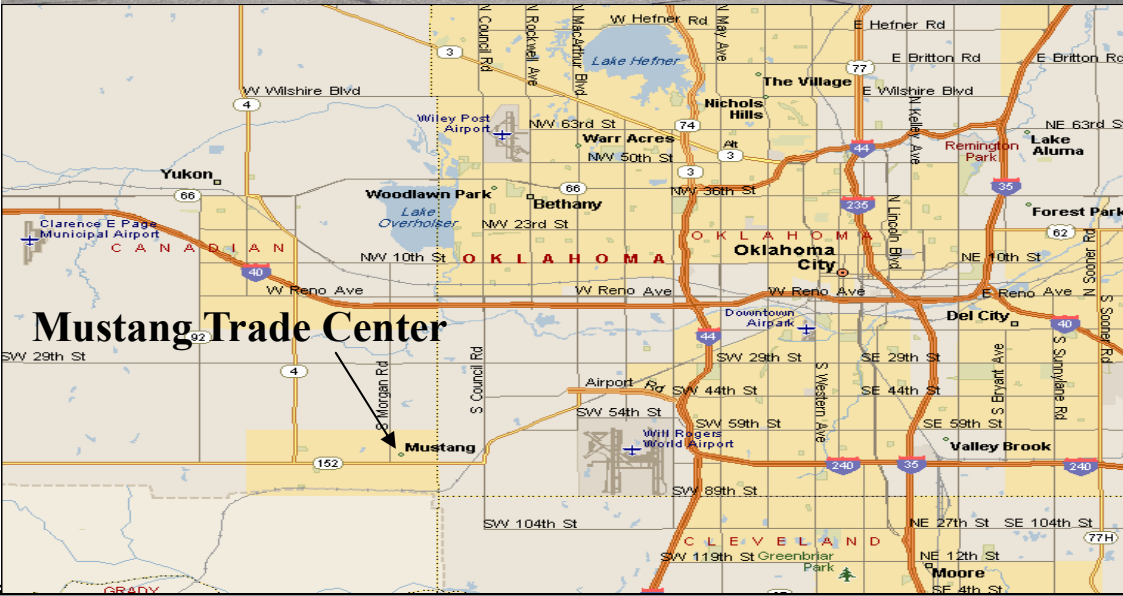 N Council Rd
N Rockwell Ave
N MacArthur Blvd
W Hefner Rd
N May Ave
E Hefner Rd
3
Lake Hefner
77
E Britton Rd
E Britton Rd
The Village
W Wilshire Blvd
E Wilshire Blvd
4
Nichols
Hills
N Kelley Ave
Wiley Post
Airport
NW 63rd St
74
NE 63rd St
Warr Acres
Alt
3
44
Remington
Park
Lake
Aluma
NW 50th St
Yukon
3
66
Woodlawn Park
66
NW 36th St
35
Bethany
235
N Lincoln Blvd
Lake
Overholser
Forest Park
Clarence E Page
Municipal Airport
NW 23rd St
62
CANADIAN
OKLAHOMA
OKLAHOMA
Oklahoma
City
NW 10th St
NE 10th St
N Sooner Rd
40
W Reno Ave
W Reno Ave
W Reno Ave
E Reno Ave
Mustang Trade Center
Downtown
Airpark
Del City
40
S Sooner Rd
92
44
SW 29th St
S Council Rd
SW 29th St
SE 29th St
4
S Morgan Rd
Airport Rd
SW 44th St
S Western Ave
SE 44th St
S Bryant Ave
S Sunnylane Rd
SW 54th St
SW 59th St
SE 59th St
Mustang
Will Rogers
World Airport
Valley Brook
152
240
35
240
SW 89th St
SW 104th St
NE 27th St
SE 104th St
77H
CLEVELAND
SW 119th St
Greenbriar
Park
NE 12th St
Moore
GRADY
SE 4th St